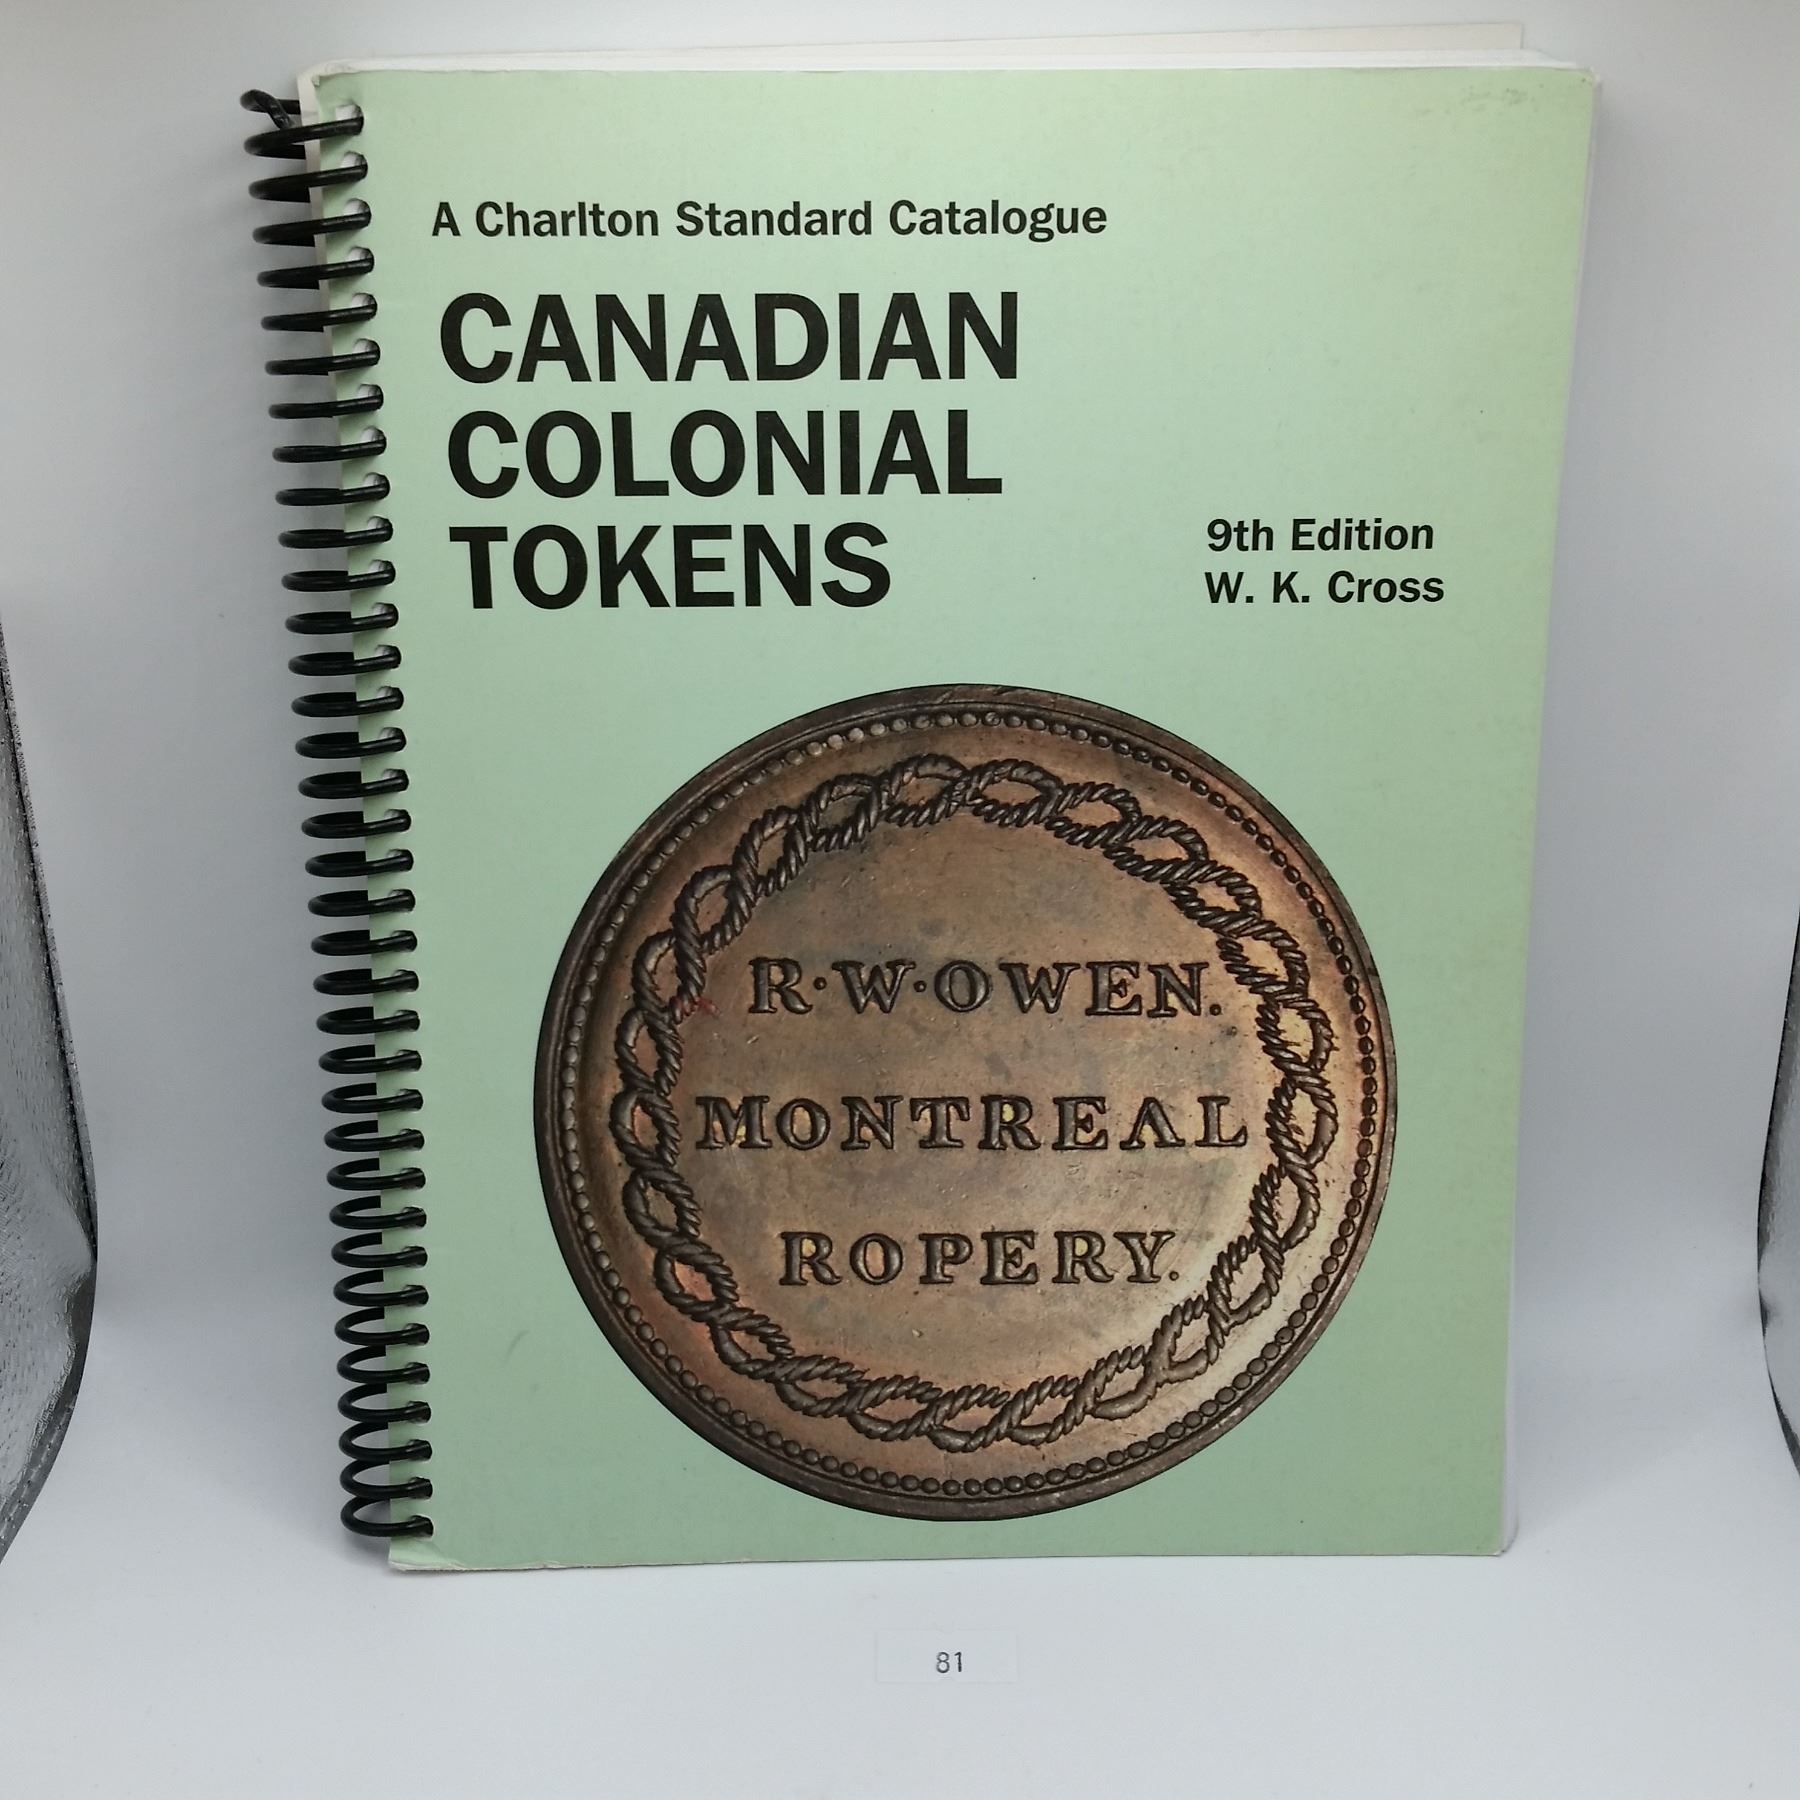 A Charlton Standard Catalogue
CANADIAN
COLONIAL
TOKENS
9th Edition
W. K. Cross
R·W·OWEN.
MONTREAL
ROPERY.
81